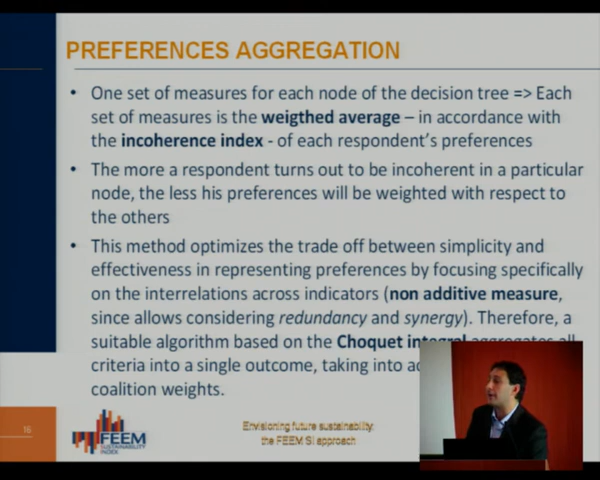 PREFERENCES AGGREGATION
• One set of measures for each node of the decision tree => Each
set of measures is the weigthed average – in accordance with
the incoherence index - of each respondent's preferences
• The more a respondent turns out to be incoherent in a particular
node, the less his preferences will be weighted with respect to
the others
• This method optimizes the trade off between simplicity and
effectiveness in representing preferences by focusing specifically
on the interrelations across indicators (non additive measure,
since allows considering redundancy and synergy). Therefore, a
suitable algorithm based on the Choquet integral aggregates all
criteria into a single outcome, taking into
coalition weights.
16
FEEM
SUSTAINABILITY
INDEX
Envisioning future sustainability:
the FEEM SI approach